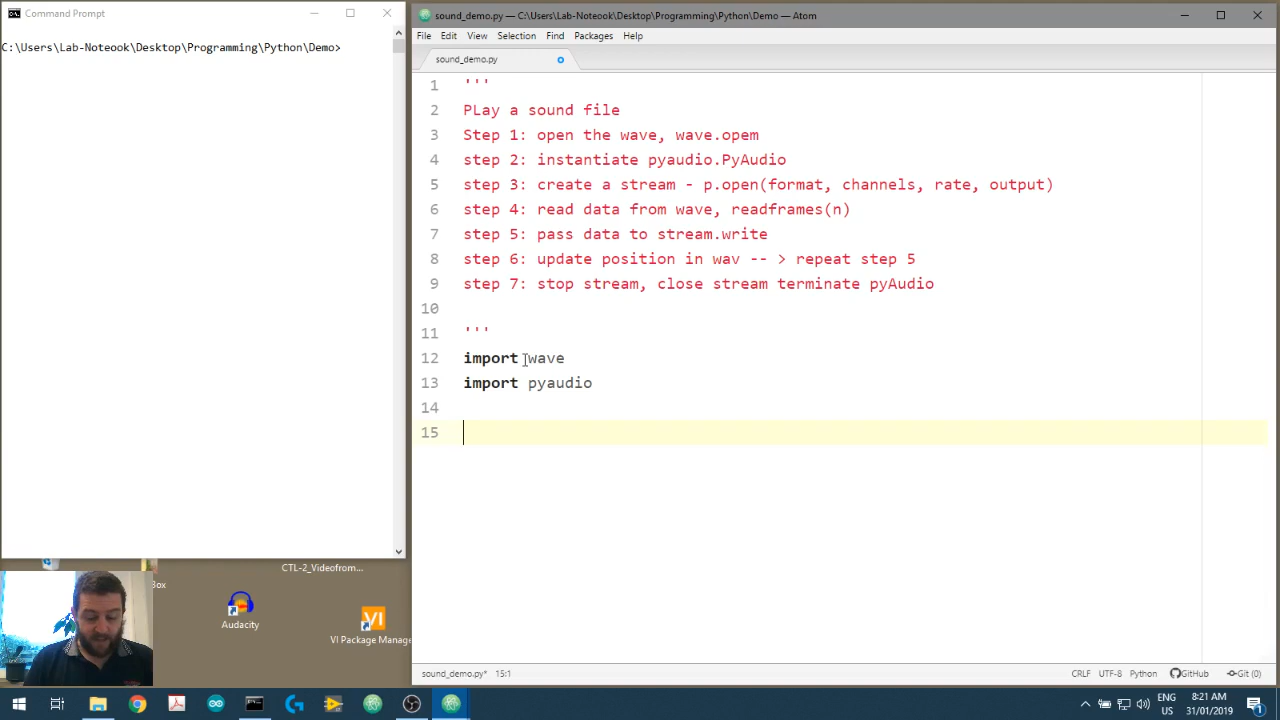 Command Prompt
C:\Users\Lab-Noteook\Desktop\Programming\Python\Demo>
sound_demo.py — C:\Users\Lab-Noteook\Desktop\Programming\Python\Demo — Atom
File Edit View Selection Find Packages Help
sound_demo.py
1 '''
2 PLay a sound file
3 Step 1: open the wave, wave.opem
4 step 2: instantiate pyaudio.PyAudio
5 step 3: create a stream - p.open(format, channels, rate, output)
6 step 4: read data from wave, readframes(n)
7 step 5: pass data to stream.write
8 step 6: update position in wav -- > repeat step 5
9 step 7: stop stream, close stream terminate pyAudio
10
11 '''
12 import wave
13 import pyaudio
14
15
CTL-2_Videofrom...
Box
Audacity
VI
VI Package Manage
sound_demo.py* 15:1 CRLF UTF-8 Python GitHub Git (0)
ENG
US
8:21 AM
31/01/2019
1